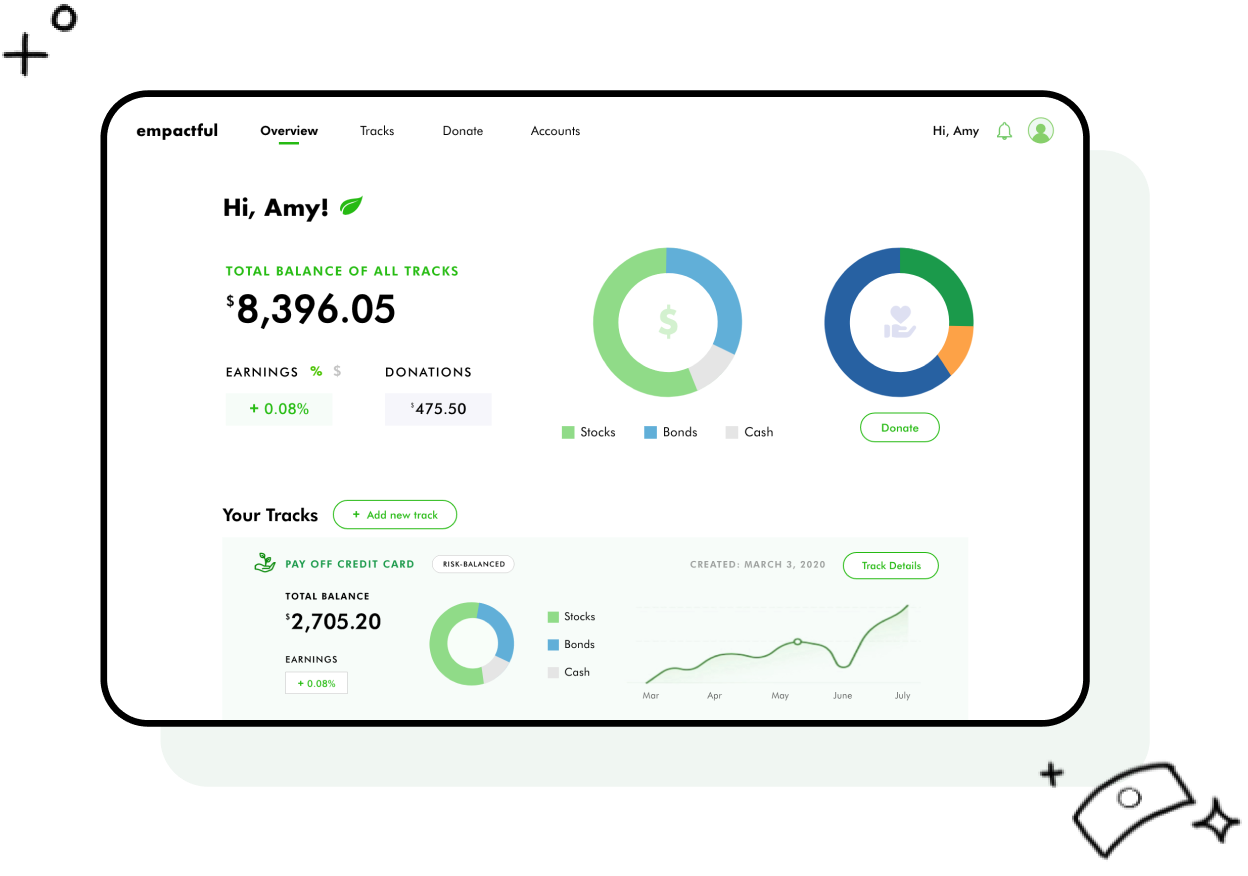 empactful Overview Tracks Donate Accounts Hi, Amy
Hi, Amy!
TOTAL BALANCE OF ALL TRACKS
$8,396.05
EARNINGS % $ DONATIONS
+ 0.08% $475.50
$
Stocks Bonds Cash
Donate
Your Tracks + Add new track
PAY OFF CREDIT CARD RISK-BALANCED CREATED: MARCH 3, 2020 Track Details
TOTAL BALANCE
$2,705.20
EARNINGS
+ 0.08%
Stocks
Bonds
Cash
Mar Apr May June July